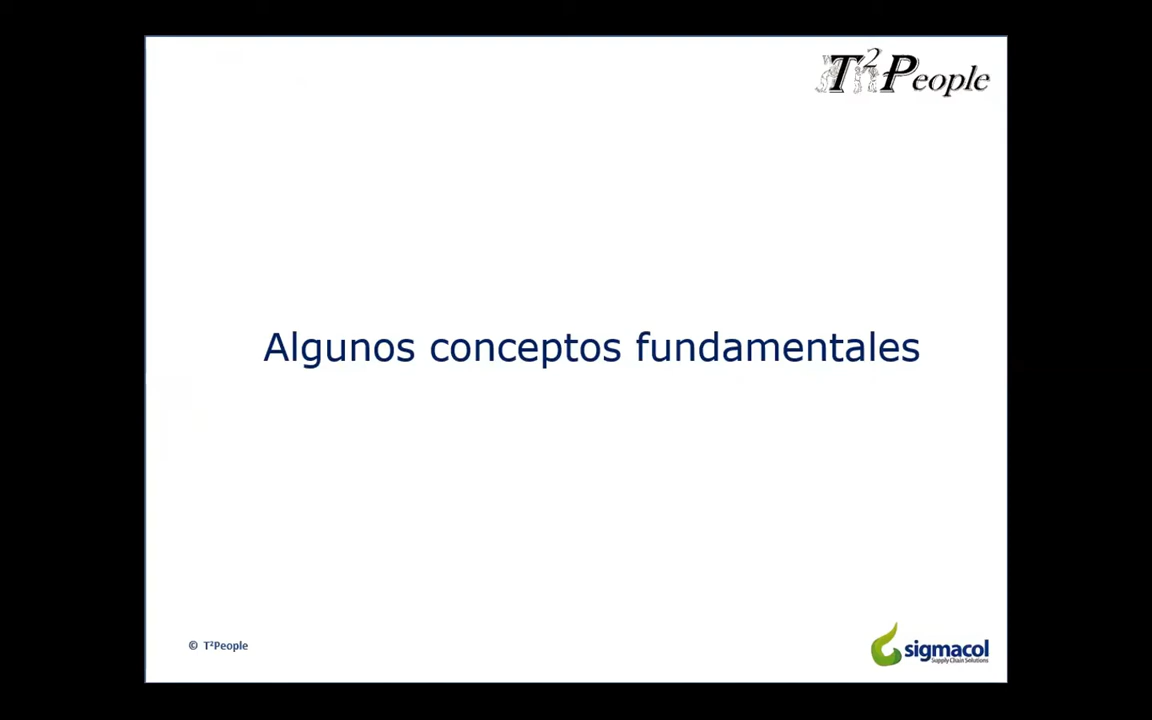 T²People
Algunos conceptos fundamentales
© T²People
sigmacol
Supply Chain Solutions